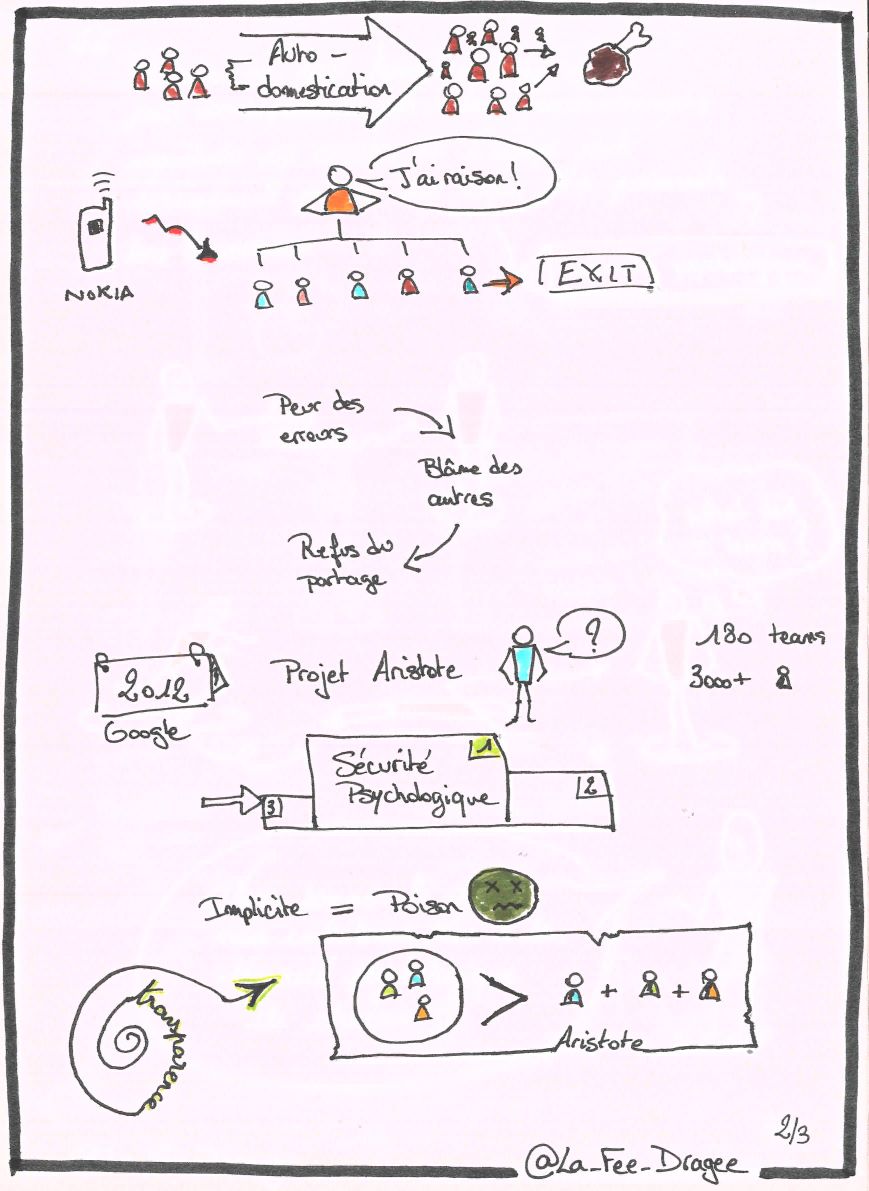 Auto-
domestication
J'ai raison!
NOKIA
EXIT
Peur des
erreurs
Blâme des
autres
Refus du
partage
2012
Google
Projet Aristote
?
180 teams
3000+
1
Sécurité
Psychologique
2
3
Implicite = Poison
transparence
> + +
Aristote
2/3
@La_Fee_Dragee